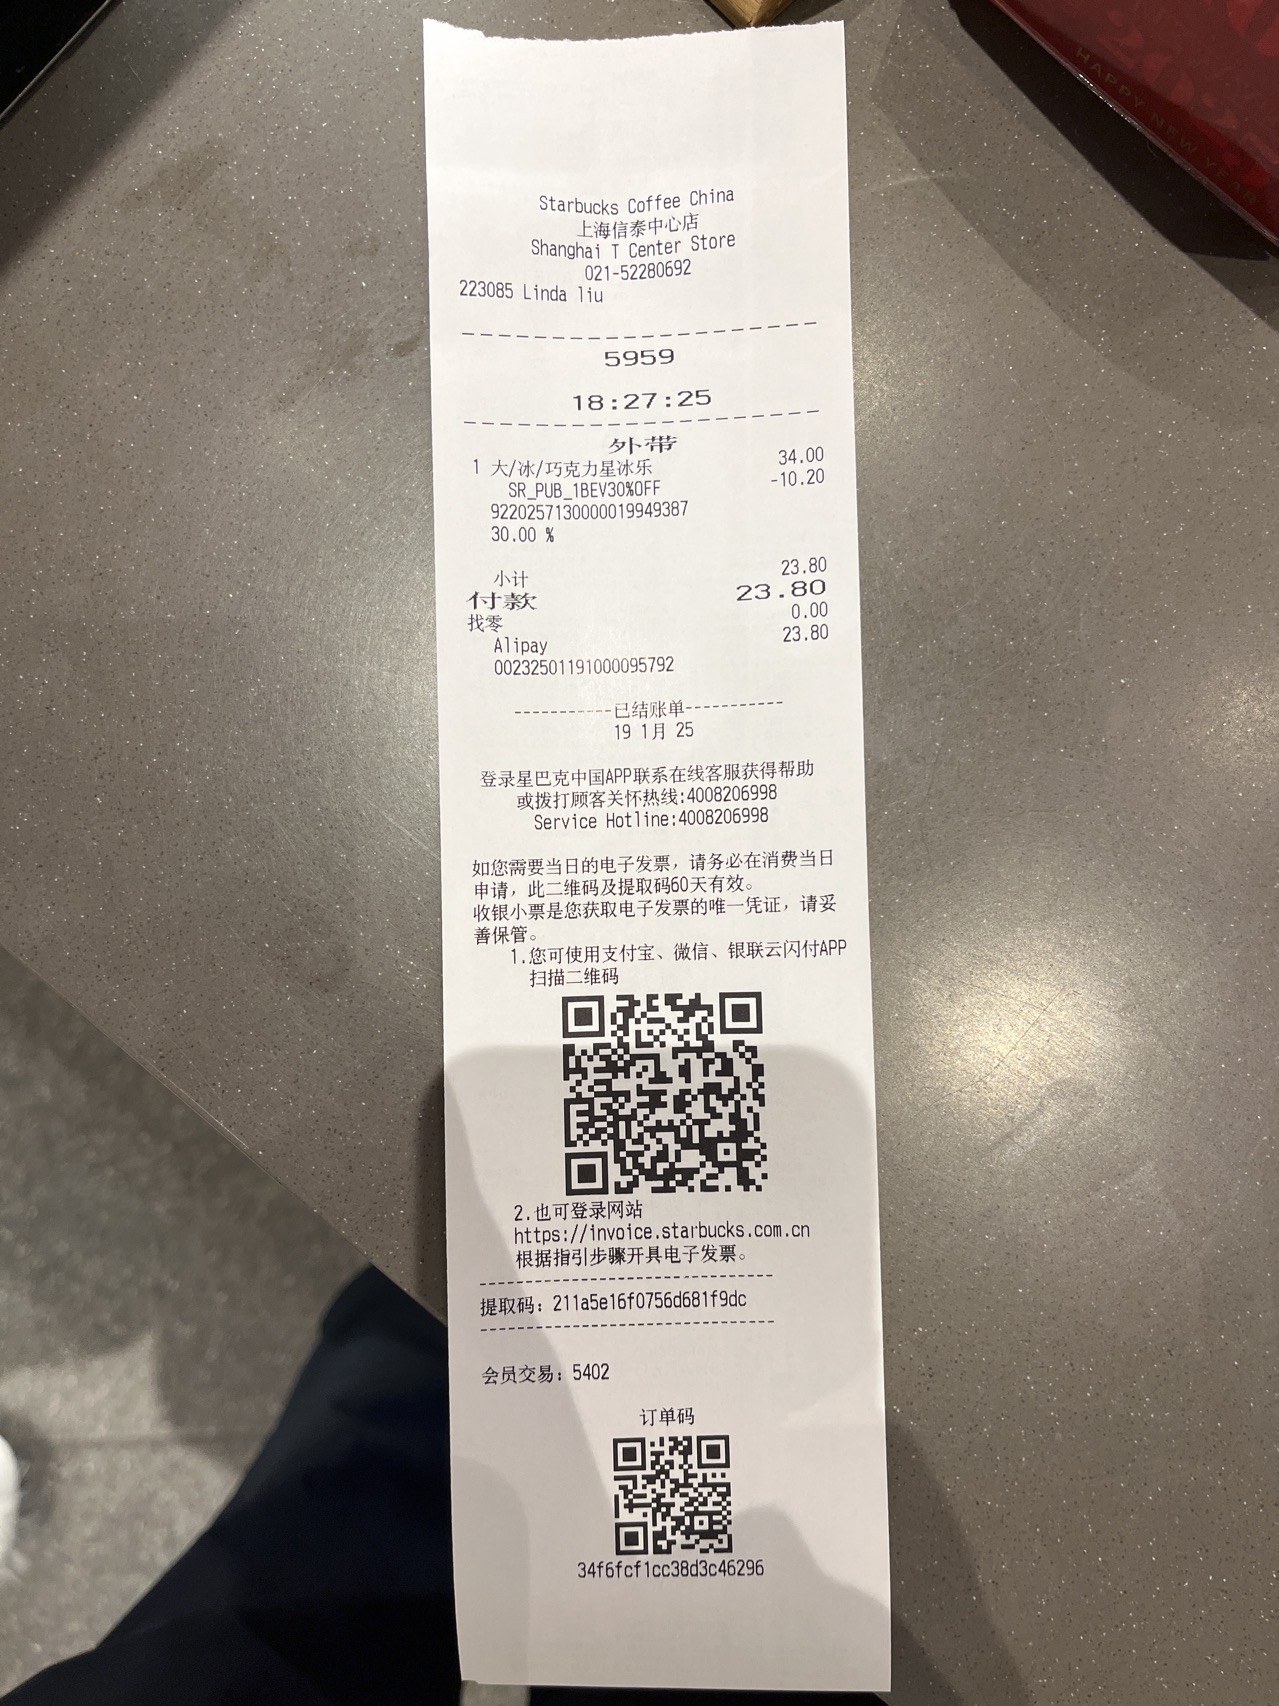 HAPPY NEW YEAR
Starbucks Coffee China
上海信泰中心店
Shanghai T Center Store
021-52280692
223085 Linda liu
5959
18:27:25
外带
1 大/冰/巧克力星冰乐 34.00
SR_PUB_1BEV30%OFF -10.20
9220257130000019949387
30.00 %
小计 23.80
付款 23.80
找零 0.00
Alipay 23.80
00232501191000095792
-----------已结账单-----------
19 1月 25
登录星巴克中国APP联系在线客服获得帮助
或拨打顾客关怀热线:4008206998
Service Hotline:4008206998
如您需要当日的电子发票，请务必在消费当日
申请，此二维码及提取码60天有效。
收银小票是您获取电子发票的唯一凭证，请妥
善保管。
1.您可使用支付宝、微信、银联云闪付APP
扫描二维码
2.也可登录网站
https://invoice.starbucks.com.cn
根据指引步骤开具电子发票。
提取码：211a5e16f0756d681f9dc
会员交易：5402
订单码
34f6fcf1cc38d3c46296